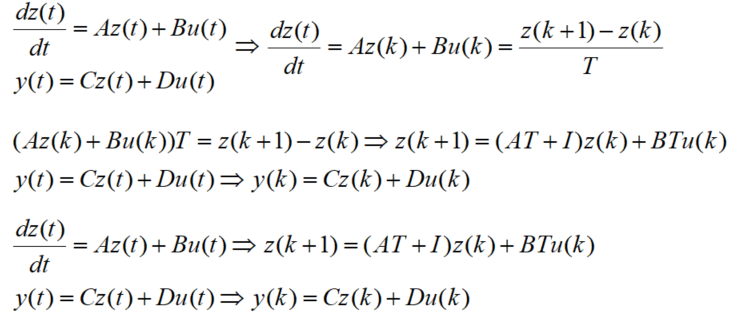 dz(t)/dt = Az(t) + Bu(t) ⇒ dz(t)/dt = Az(k) + Bu(k) = (z(k+1) − z(k))/T
y(t) = Cz(t) + Du(t)
(Az(k) + Bu(k))T = z(k+1) − z(k) ⇒ z(k+1) = (AT + I)z(k) + BTu(k)
y(t) = Cz(t) + Du(t) ⇒ y(k) = Cz(k) + Du(k)
dz(t)/dt = Az(t) + Bu(t) ⇒ z(k+1) = (AT + I)z(k) + BTu(k)
y(t) = Cz(t) + Du(t) ⇒ y(k) = Cz(k) + Du(k)